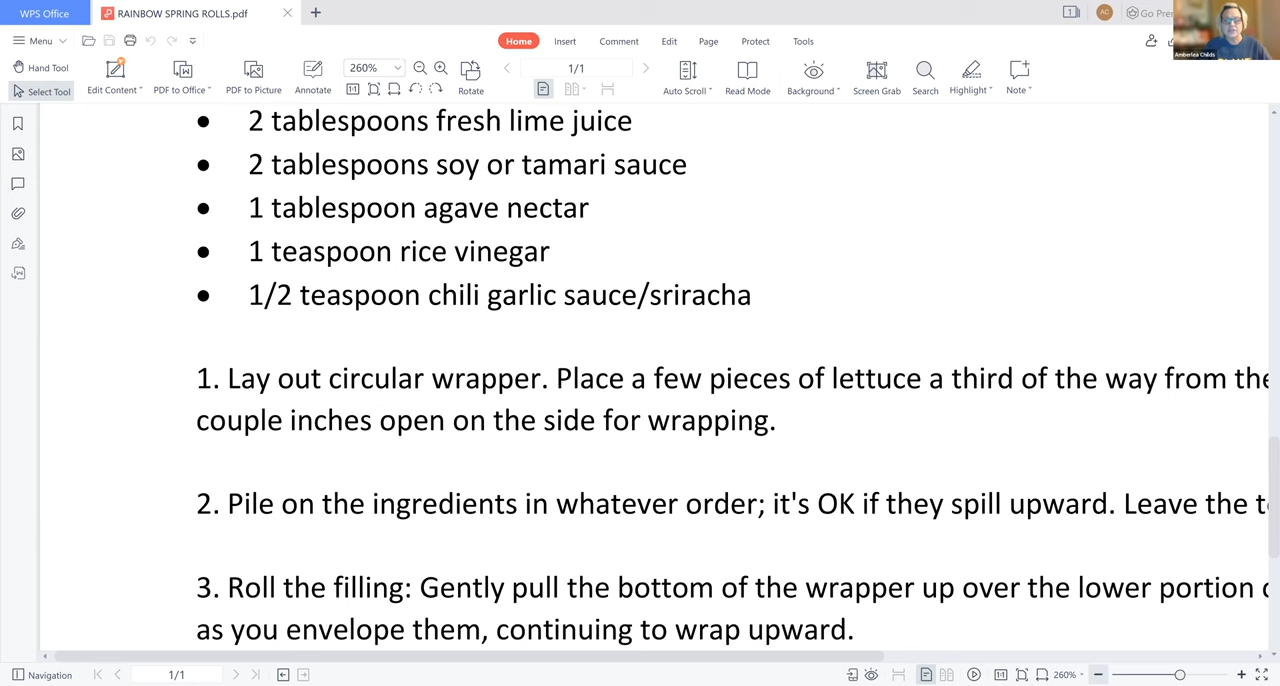 WPS Office
RAINBOW SPRING ROLLS.pdf
1
AC
Go Pre
Menu
Home
Insert
Comment
Edit
Page
Protect
Tools
Amberlea Childs
Hand Tool
Select Tool
Edit Content
PDF to Office
PDF to Picture
Annotate
260%
1/1
Rotate
Auto Scroll
Read Mode
Background
Screen Grab
Search
Highlight
Note
• 2 tablespoons fresh lime juice
• 2 tablespoons soy or tamari sauce
• 1 tablespoon agave nectar
• 1 teaspoon rice vinegar
• 1/2 teaspoon chili garlic sauce/sriracha
1. Lay out circular wrapper. Place a few pieces of lettuce a third of the way from the
couple inches open on the side for wrapping.
2. Pile on the ingredients in whatever order; it's OK if they spill upward. Leave the
3. Roll the filling: Gently pull the bottom of the wrapper up over the lower portion
as you envelope them, continuing to wrap upward.
Navigation
1/1
260%